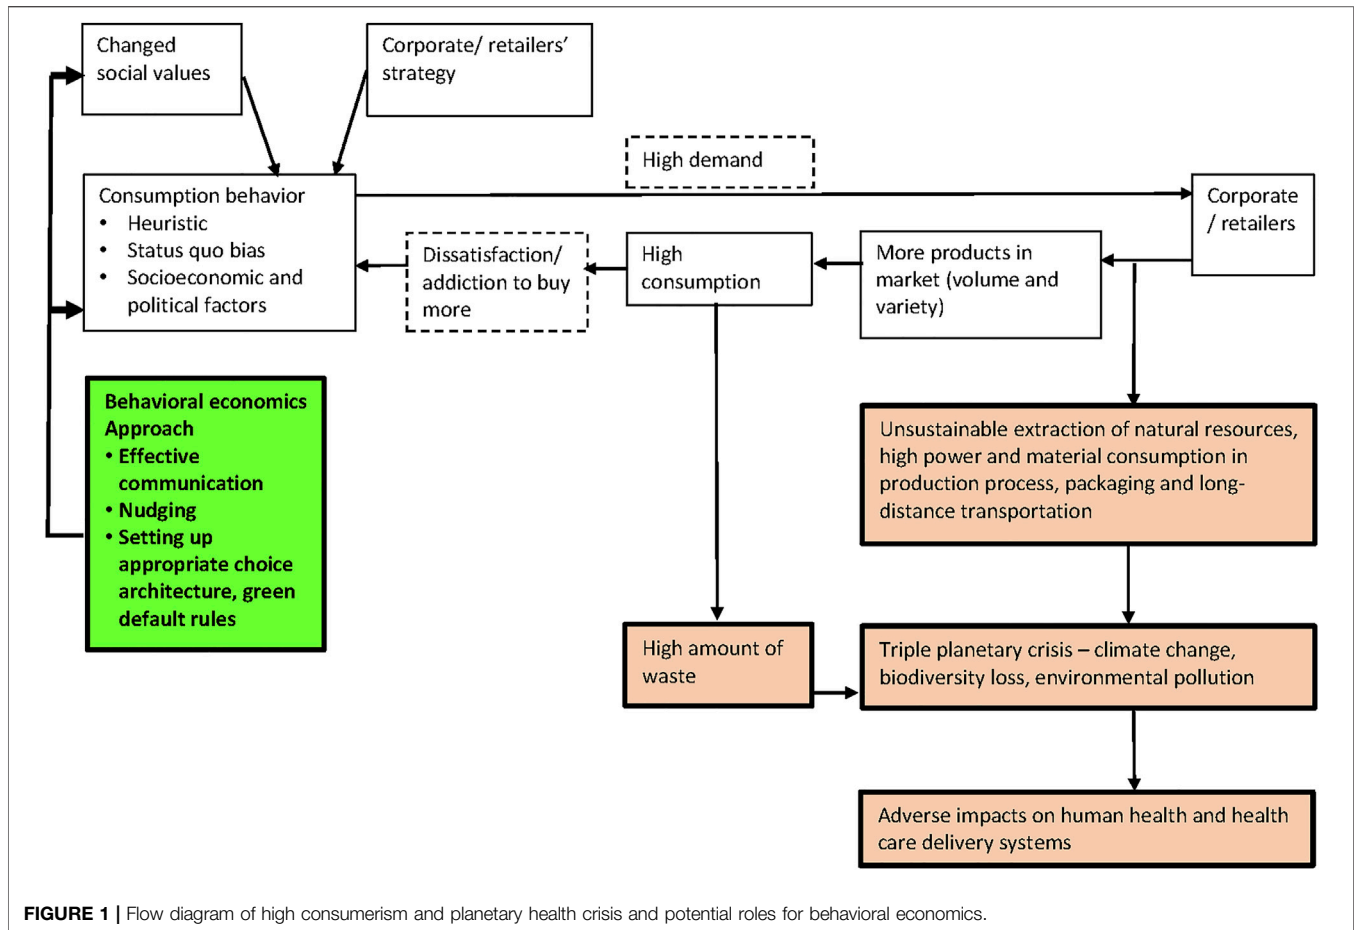 Changed
social values
Corporate/ retailers'
strategy
High demand
Consumption behavior
• Heuristic
• Status quo bias
• Socioeconomic and
political factors
Dissatisfaction/
addiction to buy
more
High
consumption
More products in
market (volume and
variety)
Corporate
/ retailers
Behavioral economics
Approach
• Effective
communication
• Nudging
• Setting up
appropriate choice
architecture, green
default rules
Unsustainable extraction of natural resources,
high power and material consumption in
production process, packaging and long-
distance transportation
High amount of
waste
Triple planetary crisis – climate change,
biodiversity loss, environmental pollution
Adverse impacts on human health and health
care delivery systems
FIGURE 1 | Flow diagram of high consumerism and planetary health crisis and potential roles for behavioral economics.